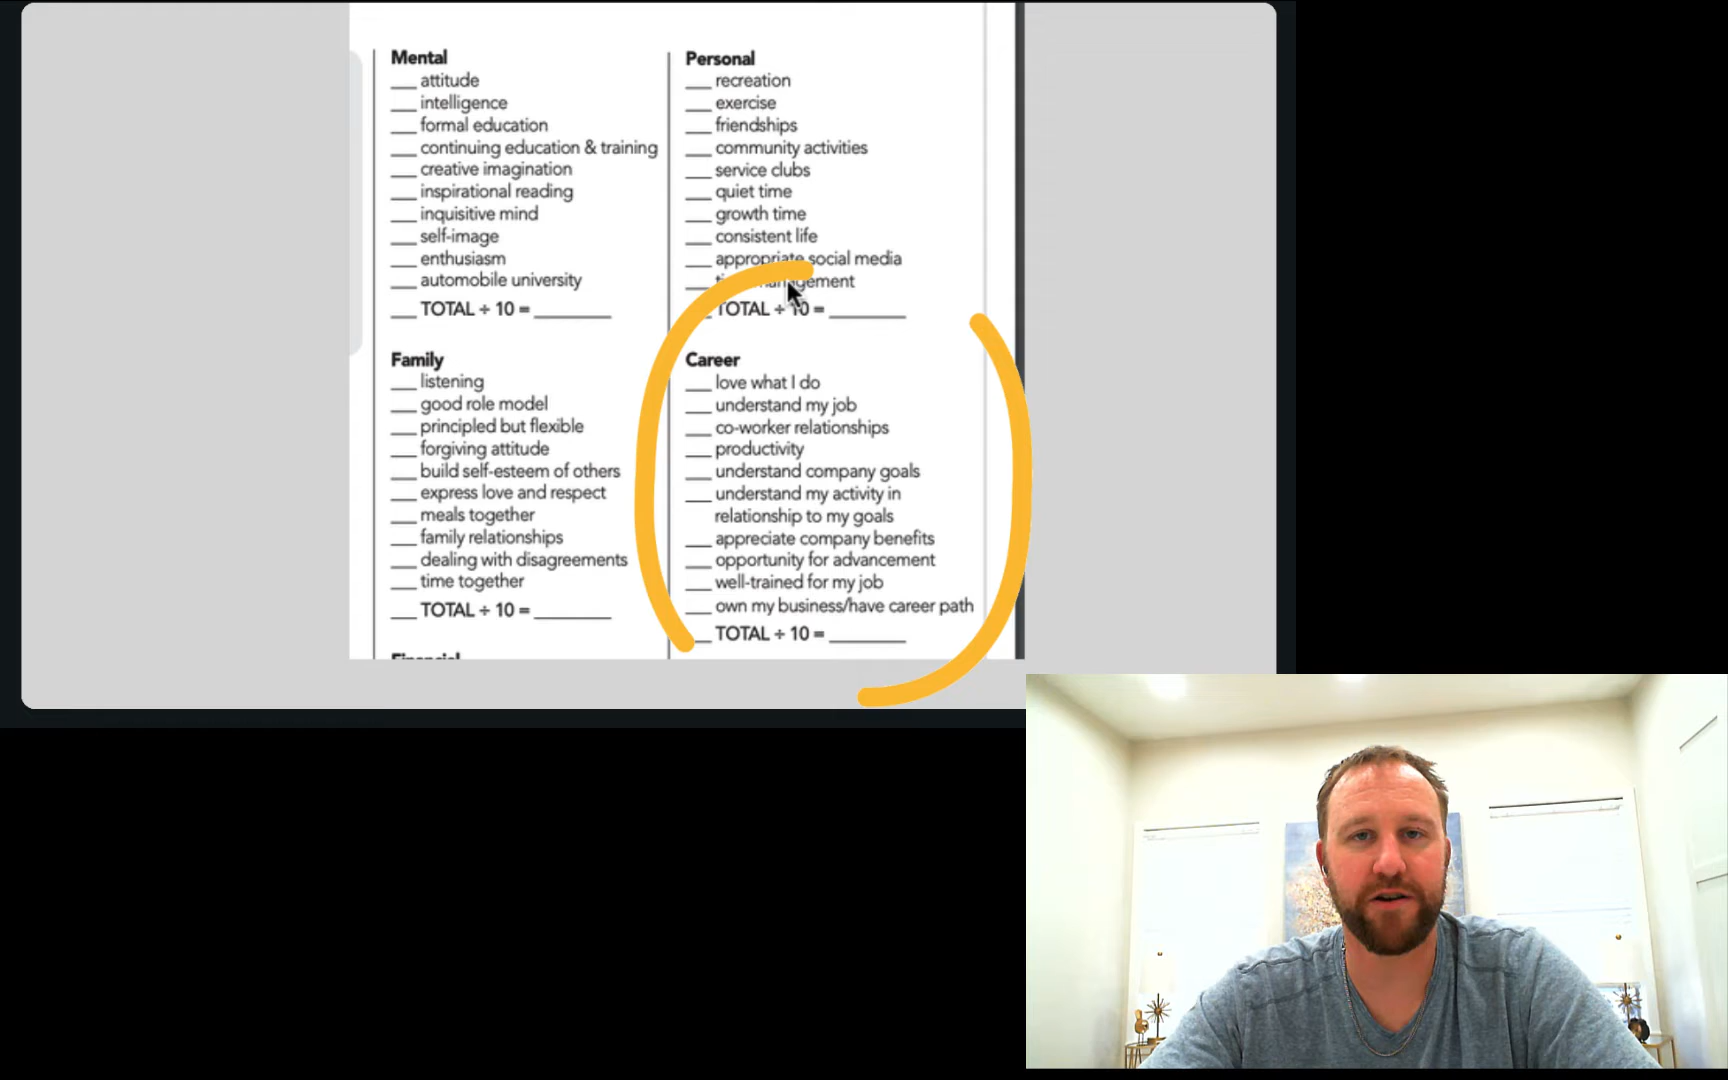 Mental
___ attitude
___ intelligence
___ formal education
___ continuing education & training
___ creative imagination
___ inspirational reading
___ inquisitive mind
___ self-image
___ enthusiasm
___ automobile university
__ TOTAL ÷ 10 = ________
Family
___ listening
___ good role model
___ principled but flexible
___ forgiving attitude
___ build self-esteem of others
___ express love and respect
___ meals together
___ family relationships
___ dealing with disagreements
___ time together
__ TOTAL ÷ 10 = ________
Financial
Personal
___ recreation
___ exercise
___ friendships
___ community activities
___ service clubs
___ quiet time
___ growth time
___ consistent life
___ appropriate social media
___ time management
__ TOTAL ÷ 10 = ________
Career
___ love what I do
___ understand my job
___ co-worker relationships
___ productivity
___ understand company goals
___ understand my activity in
relationship to my goals
___ appreciate company benefits
___ opportunity for advancement
___ well-trained for my job
___ own my business/have career path
__ TOTAL ÷ 10 = ________